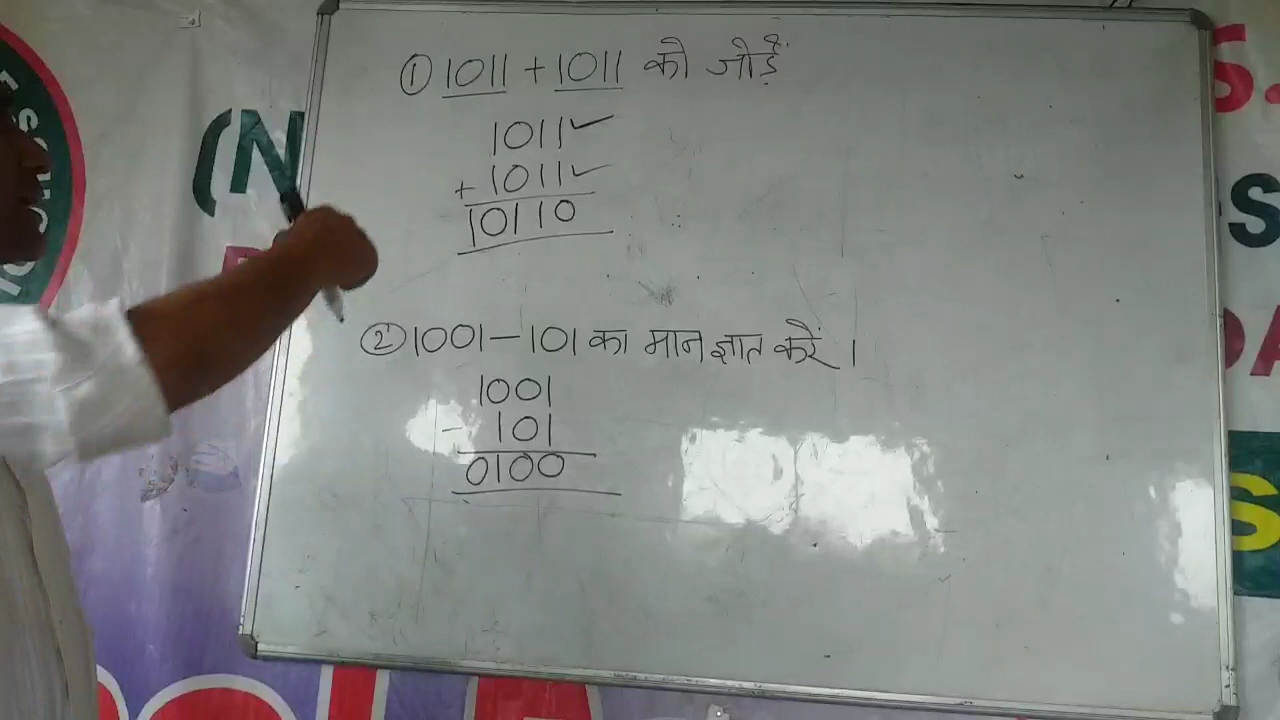 ① 1011 + 1011 को जोड़ें
1011 ✓
+ 1011 ✓
10110
② 1001 - 101 का मान ज्ञात करें ।
1001
- 101
0100